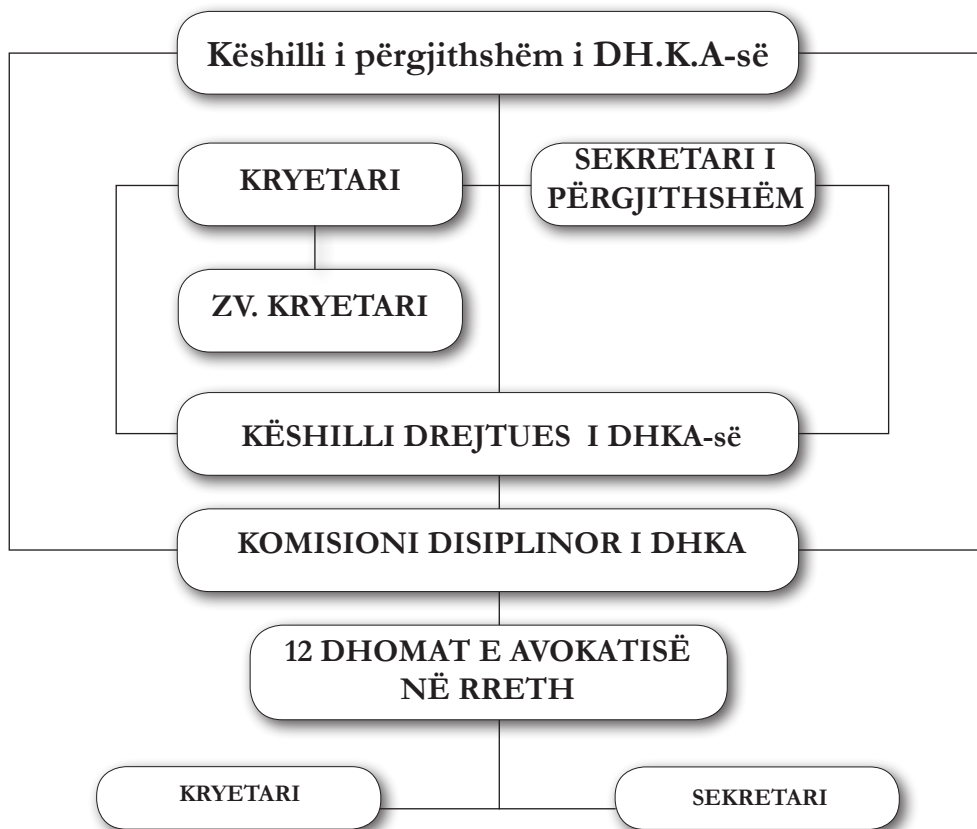 Këshilli i përgjithshëm i DH.K.A-së
KRYETARI
SEKRETARI I
PËRGJITHSHËM
ZV. KRYETARI
KËSHILLI DREJTUES I DHKA-së
KOMISIONI DISIPLINOR I DHKA
12 DHOMAT E AVOKATISË
NË RRETH
KRYETARI
SEKRETARI